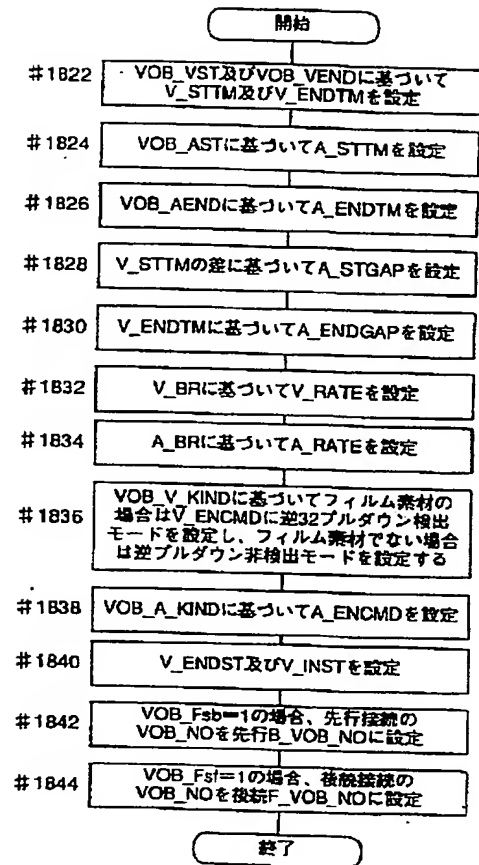 開始
#1822
VOB_VST及びVOB_VENDに基づいて
V_STTM及びV_ENDTMを設定
#1824
VOB_ASTに基づいてA_STTMを設定
#1826
VOB_AENDに基づいてA_ENDTMを設定
#1828
V_STTMの差に基づいてA_STGAPを設定
#1830
V_ENDTMに基づいてA_ENDGAPを設定
#1832
V_BRに基づいてV_RATEを設定
#1834
A_BRに基づいてA_RATEを設定
#1836
VOB_V_KINDに基づいてフィルム素材の
場合はV_ENCMDに逆32プルダウン検出
モードを設定し、フィルム素材でない場合
は逆プルダウン非検出モードを設定する
#1838
VOB_A_KINDに基づいてA_ENCMDを設定
#1840
V_ENDST及びV_INSTを設定
#1842
VOB_Fsb=1の場合、先行接続の
VOB_NOを先行B_VOB_NOに設定
#1844
VOB_Fsf=1の場合、後続接続の
VOB_NOを後続F_VOB_NOに設定
終了